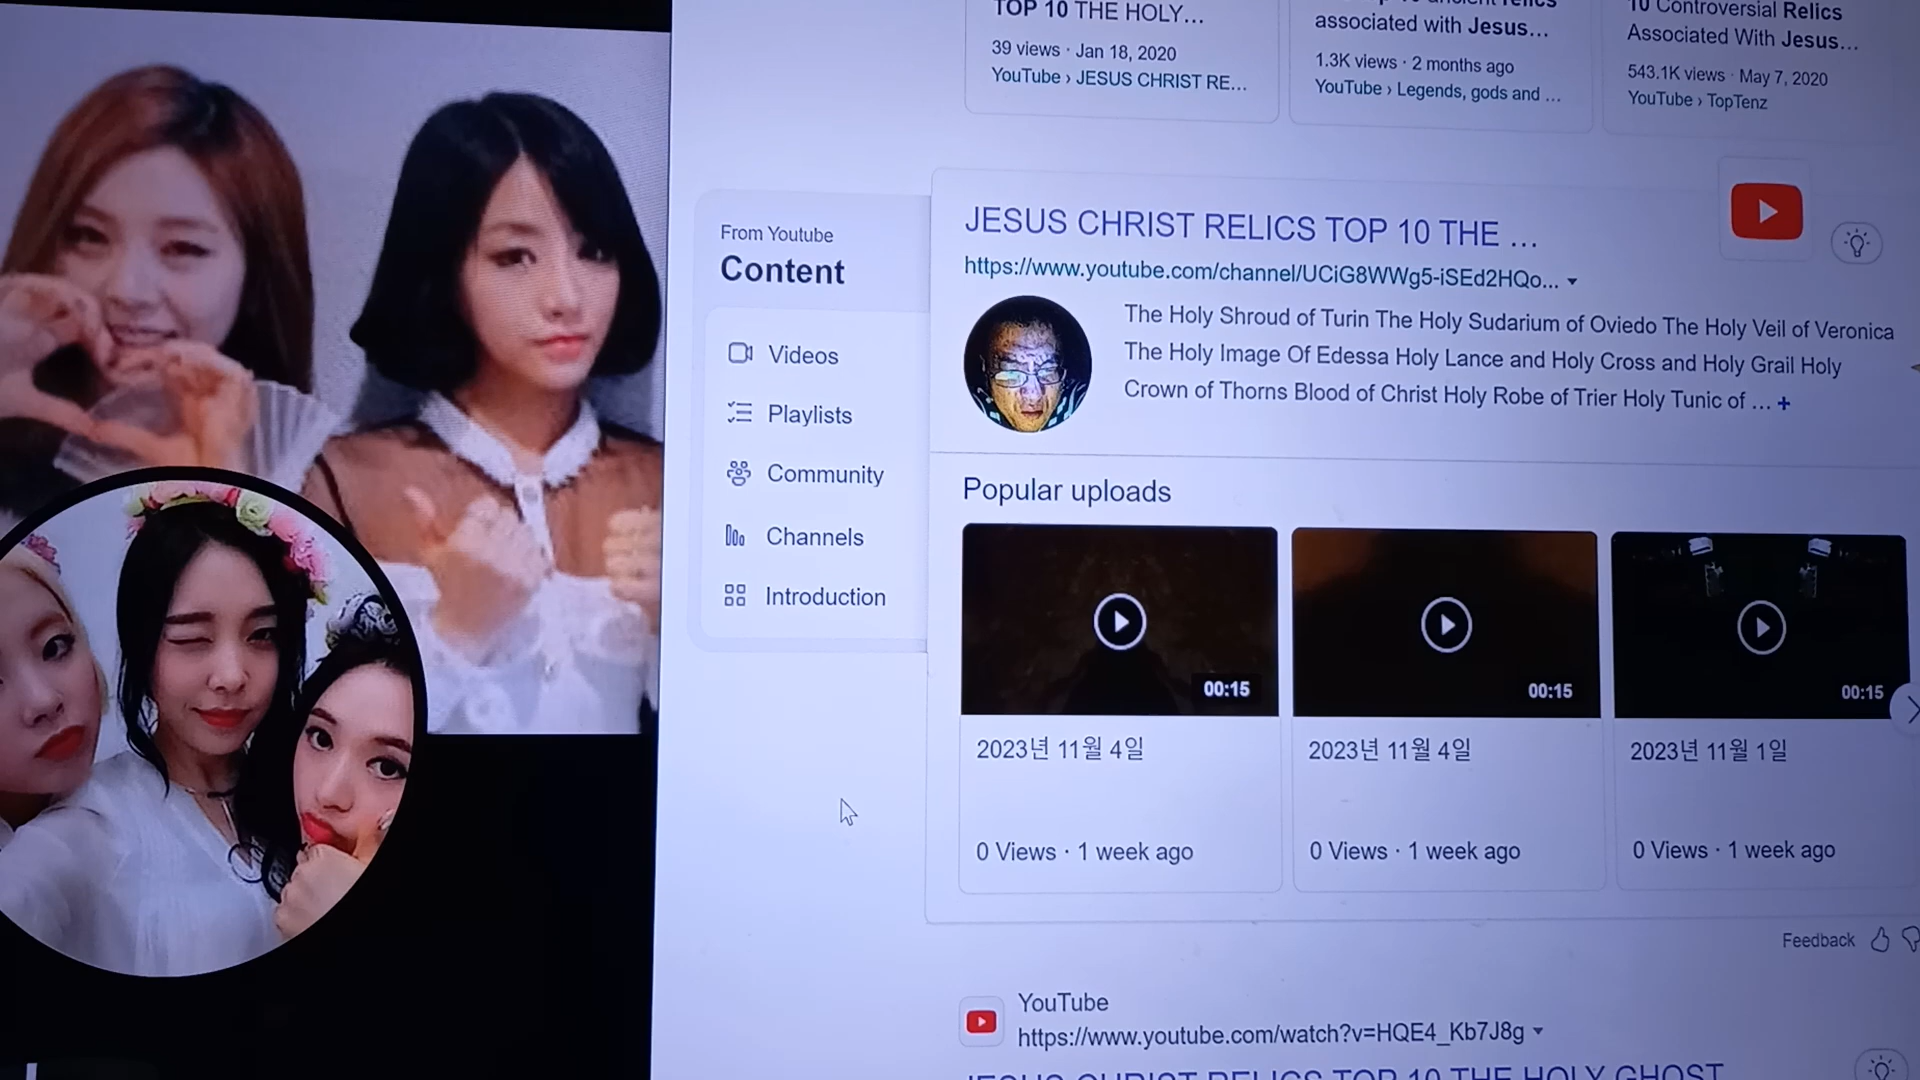 TOP 10 THE HOLY...
39 views · Jan 18, 2020
YouTube › JESUS CHRIST RE...
associated with Jesus...
1.3K views · 2 months ago
YouTube › Legends, gods and ...
10 Controversial Relics
Associated With Jesus...
543.1K views · May 7, 2020
YouTube › TopTenz
From Youtube
Content
Videos
Playlists
Community
Channels
Introduction
JESUS CHRIST RELICS TOP 10 THE ...
https://www.youtube.com/channel/UCiG8WWg5-iSEd2HQo...
The Holy Shroud of Turin The Holy Sudarium of Oviedo The Holy Veil of Veronica
The Holy Image Of Edessa Holy Lance and Holy Cross and Holy Grail Holy
Crown of Thorns Blood of Christ Holy Robe of Trier Holy Tunic of ... +
Popular uploads
00:15
00:15
00:15
2023년 11월 4일
2023년 11월 4일
2023년 11월 1일
0 Views · 1 week ago
0 Views · 1 week ago
0 Views · 1 week ago
Feedback
YouTube
https://www.youtube.com/watch?v=HQE4_Kb7J8g
JESUS CHRIST RELICS TOP 10 THE HOLY GHOST